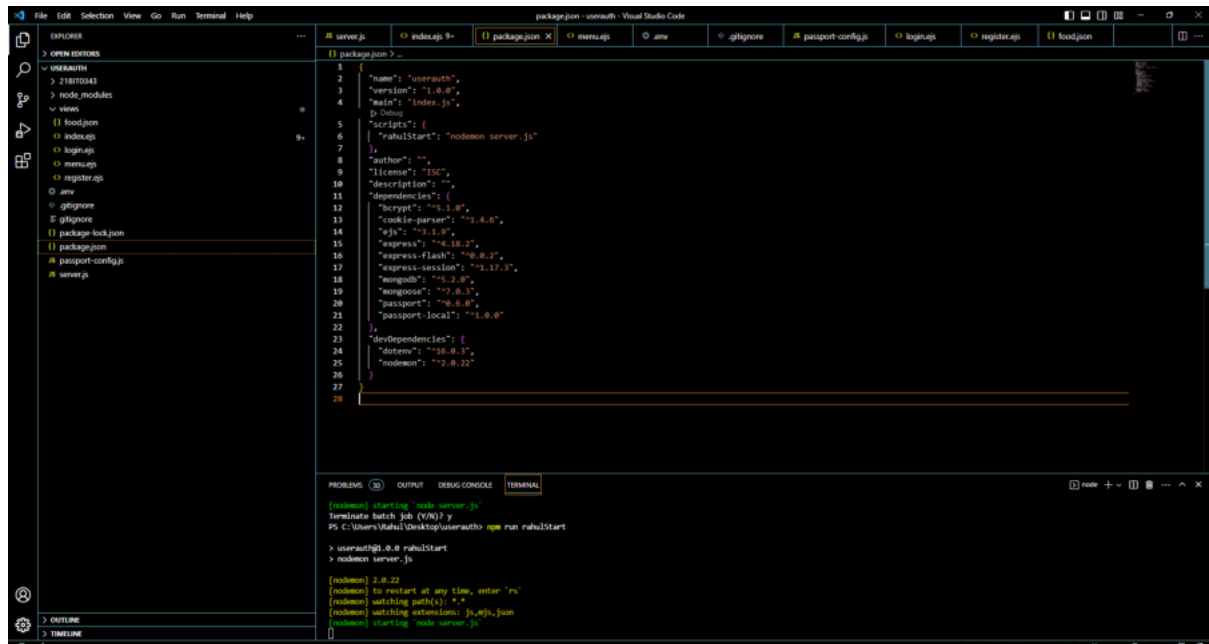 File Edit Selection View Go Run Terminal Help
package.json - userauth - Visual Studio Code
EXPLORER
OPEN EDITORS
USERAUTH
218IT0343
node_modules
views
{} food.json
<> index.ejs 9+
<> login.ejs
<> menu.ejs
<> register.ejs
.env
.gitignore
gitignore
{} package-lock.json
{} package.json
JS passport-config.js
JS server.js
OUTLINE
TIMELINE
JS server.js <> index.ejs 9+ {} package.json <> menu.ejs .env .gitignore JS passport-config.js <> login.ejs <> register.ejs {} food.json
{} package.json > ...
1 {
2 "name": "userauth",
3 "version": "1.0.0",
4 "main": "index.js",
Debug
5 "scripts": {
6 "rahulStart": "nodemon server.js"
7 },
8 "author": "",
9 "license": "ISC",
10 "description": "",
11 "dependencies": {
12 "bcrypt": "^5.1.0",
13 "cookie-parser": "^1.4.6",
14 "ejs": "^3.1.9",
15 "express": "^4.18.2",
16 "express-flash": "^0.0.2",
17 "express-session": "^1.17.3",
18 "mongodb": "^5.2.0",
19 "mongoose": "^7.0.3",
20 "passport": "^0.6.0",
21 "passport-local": "^1.0.0"
22 },
23 "devDependencies": {
24 "dotenv": "^16.0.3",
25 "nodemon": "^2.0.22"
26 }
27 }
28
PROBLEMS 30 OUTPUT DEBUG CONSOLE TERMINAL
node
[nodemon] starting `node server.js`
Terminate batch job (Y/N)? y
PS C:\Users\Rahul\Desktop\userauth> npm run rahulStart
> userauth@1.0.0 rahulStart
> nodemon server.js
[nodemon] 2.0.22
[nodemon] to restart at any time, enter `rs`
[nodemon] watching path(s): *.*
[nodemon] watching extensions: js,mjs,json
[nodemon] starting `node server.js`